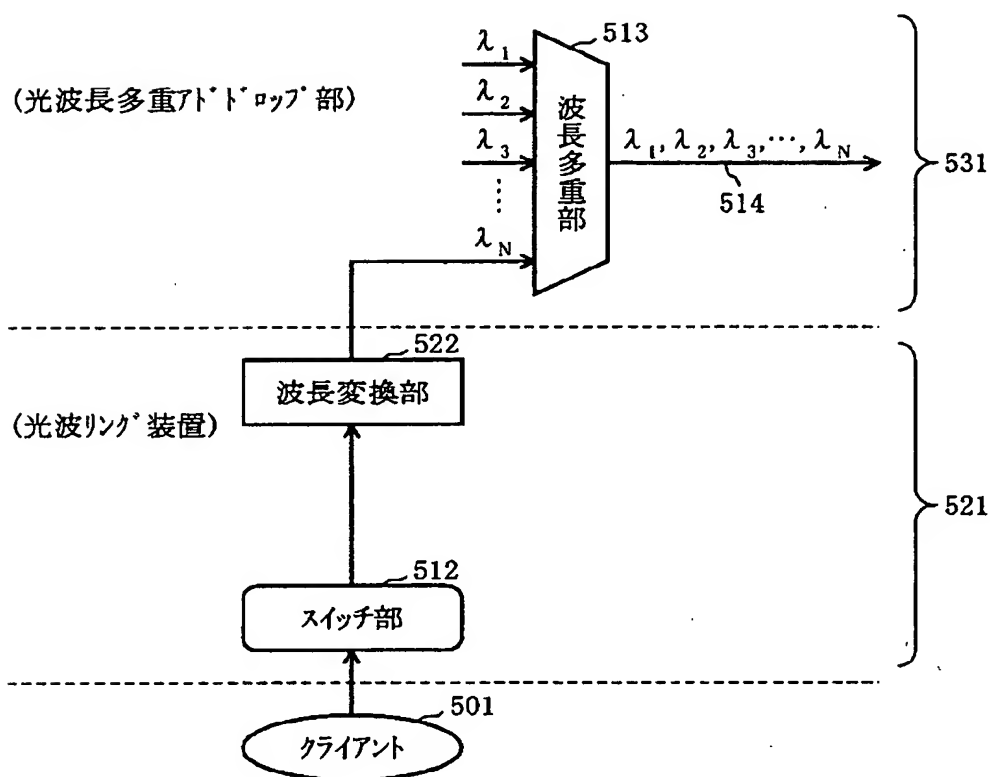 513
λ1
(光波長多重アドドロップ部)
λ2
λ3
⋮
λN
波長多重部
λ1, λ2, λ3, ⋯, λN
514
531
522
波長変換部
(光波リング装置)
521
512
スイッチ部
501
クライアント